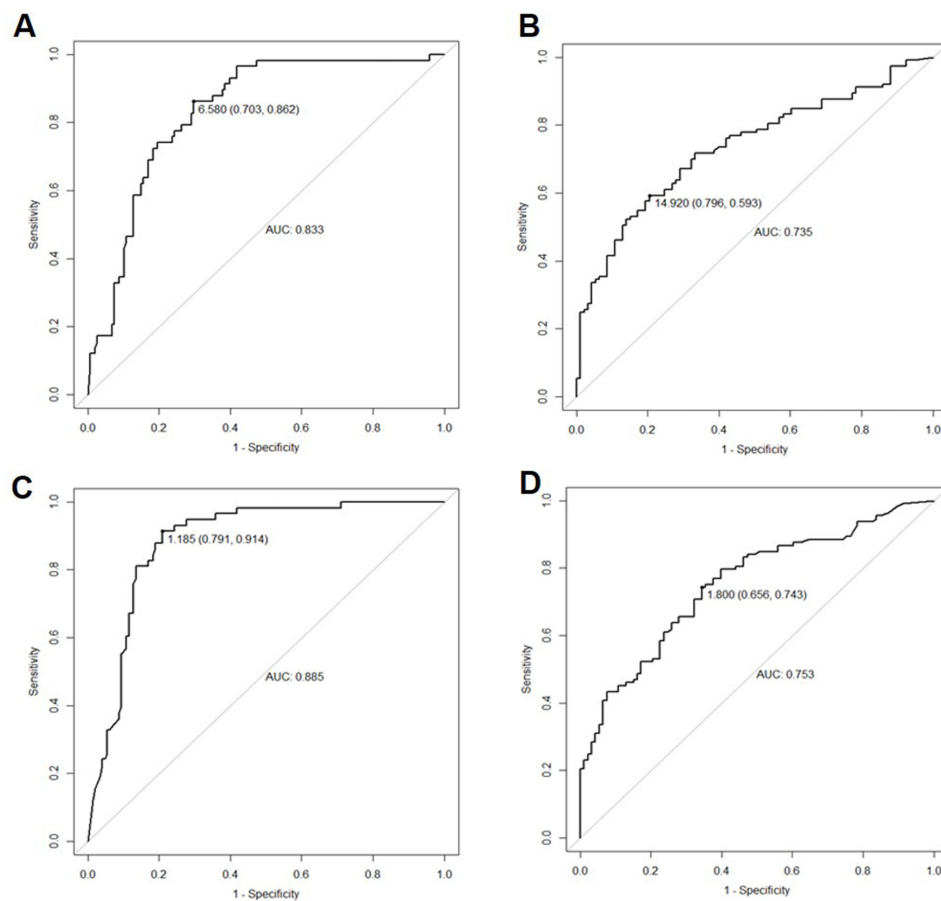 A
1.0
0.8
0.6
0.4
0.2
0.0
Sensitivity
6.580 (0.703, 0.862)
AUC: 0.833
0.0 0.2 0.4 0.6 0.8 1.0
1 - Specificity
B
1.0
0.8
0.6
0.4
0.2
0.0
Sensitivity
14.920 (0.796, 0.593)
AUC: 0.735
0.0 0.2 0.4 0.6 0.8 1.0
1 - Specificity
C
1.0
0.8
0.6
0.4
0.2
0.0
Sensitivity
1.185 (0.791, 0.914)
AUC: 0.885
0.0 0.2 0.4 0.6 0.8 1.0
1 - Specificity
D
1.0
0.8
0.6
0.4
0.2
0.0
Sensitivity
1.800 (0.656, 0.743)
AUC: 0.753
0.0 0.2 0.4 0.6 0.8 1.0
1 - Specificity